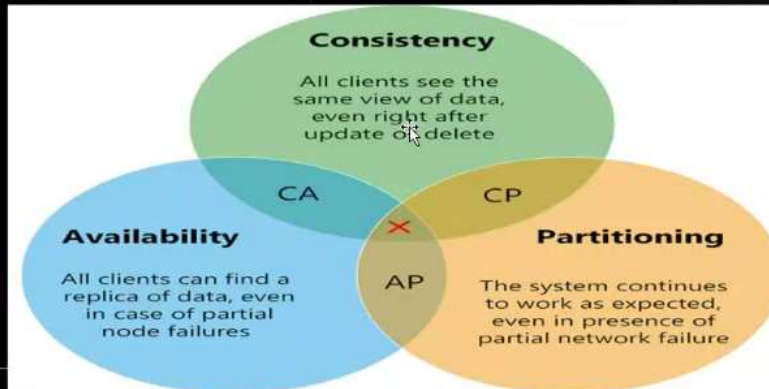 Consistency
All clients see the
same view of data,
even right after
update or delete
CA
CP
Availability
All clients can find a
replica of data, even
in case of partial
node failures
AP
Partitioning
The system continues
to work as expected,
even in presence of
partial network failure